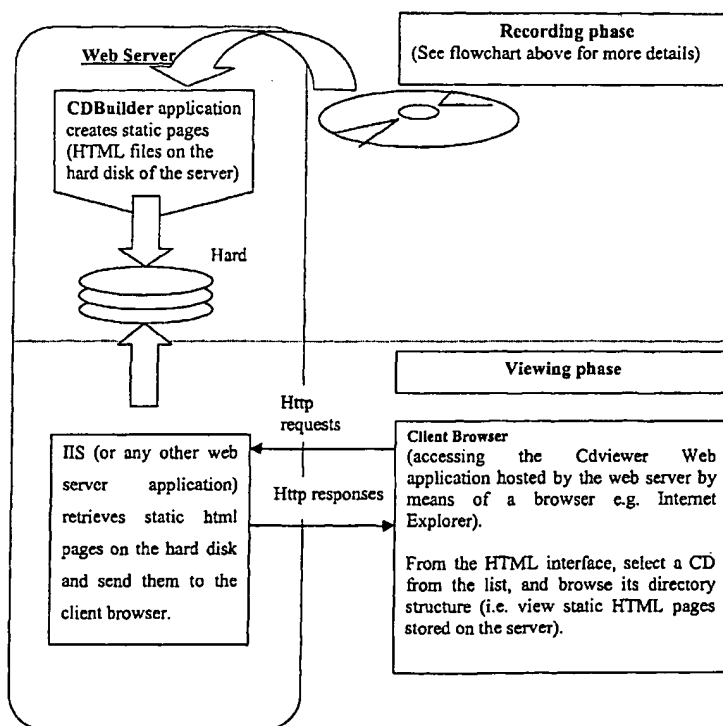 Recording phase
(See flowchart above for more details)
Web Server
CDBuilder application
creates static pages
(HTML files on the
hard disk of the server)
Hard
Viewing phase
Http
requests
Http responses
IIS (or any other web
server application)
retrieves static html
pages on the hard disk
and send them to the
client browser.
Client Browser
(accessing the Cdviewer Web
application hosted by the web server by
means of a browser e.g. Internet
Explorer).
From the HTML interface, select a CD
from the list, and browse its directory
structure (i.e. view static HTML pages
stored on the server).